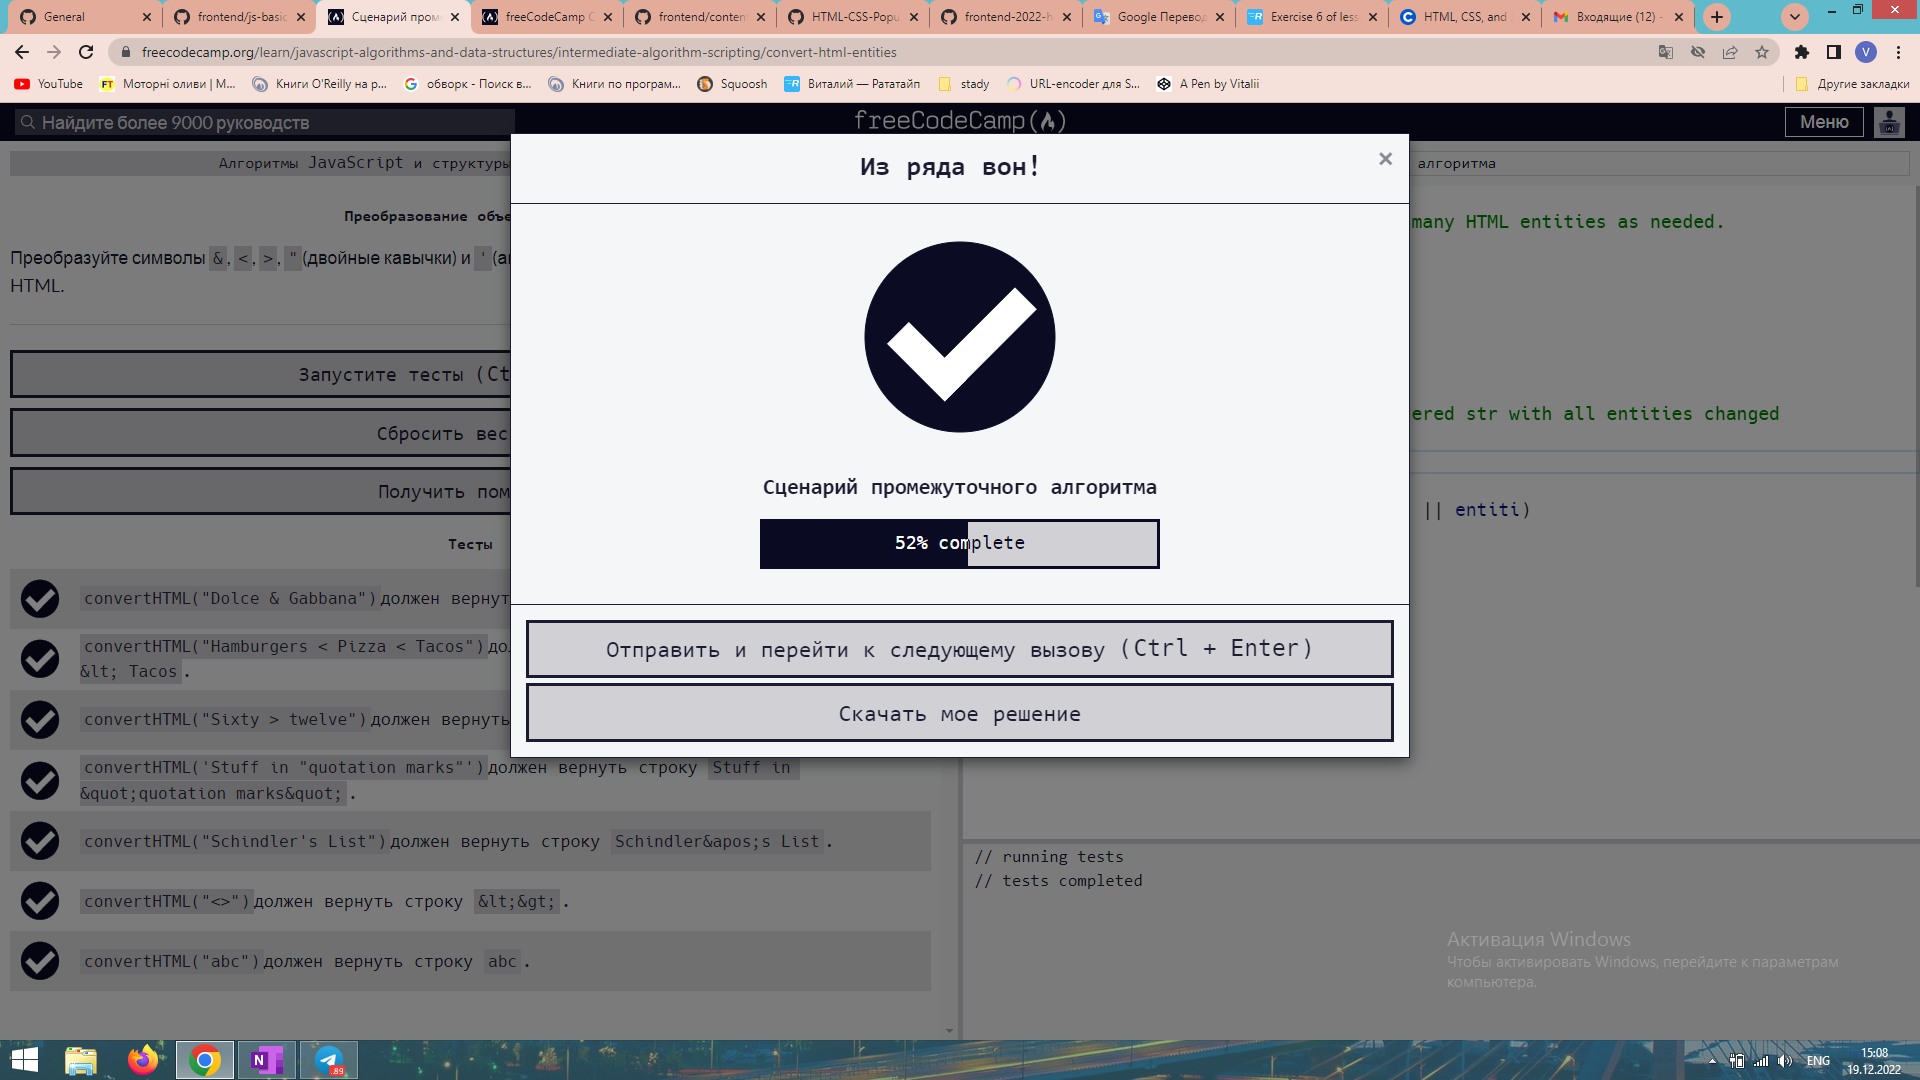 General
frontend/js-basic
Сценарий пром
freeCodeCamp C
frontend/conten
HTML-CSS-Popu
frontend-2022-h
Google Перевод
Exercise 6 of less
HTML, CSS, and
Входящие (12) -
freecodecamp.org/learn/javascript-algorithms-and-data-structures/intermediate-algorithm-scripting/convert-html-entities
V
YouTube
FT Моторні оливи | М...
Книги O'Reilly на р...
обворк - Поиск в...
Книги по програм...
Squoosh
Виталий — Рататайп
stady
URL-encoder для S...
A Pen by Vitalii
Другие закладки
Найдите более 9000 руководств
freeCodeCamp
Меню
Алгоритмы JavaScript и структуры
алгоритма
Преобразование объе
Преобразуйте символы &, <, >, " (двойные кавычки) и ' (ап
HTML.
Запустите тесты (Ct
Сбросить вес
Получить пом
Тесты
convertHTML("Dolce & Gabbana")должен вернуть
convertHTML("Hamburgers < Pizza < Tacos")дол
&lt; Tacos.
convertHTML("Sixty > twelve")должен вернуть
convertHTML('Stuff in "quotation marks"')должен вернуть строку Stuff in
&quot;quotation marks&quot;.
convertHTML("Schindler's List")должен вернуть строку Schindler&apos;s List.
convertHTML("<>")должен вернуть строку &lt;&gt;.
convertHTML("abc")должен вернуть строку abc.
Из ряда вон!
×
Сценарий промежуточного алгоритма
52% complete
Отправить и перейти к следующему вызову (Ctrl + Enter)
Скачать мое решение
many HTML entities as needed.
ered str with all entities changed
|| entiti)
// running tests
// tests completed
Активация Windows
Чтобы активировать Windows, перейдите к параметрам
компьютера.
89
ENG
15:08
19.12.2022